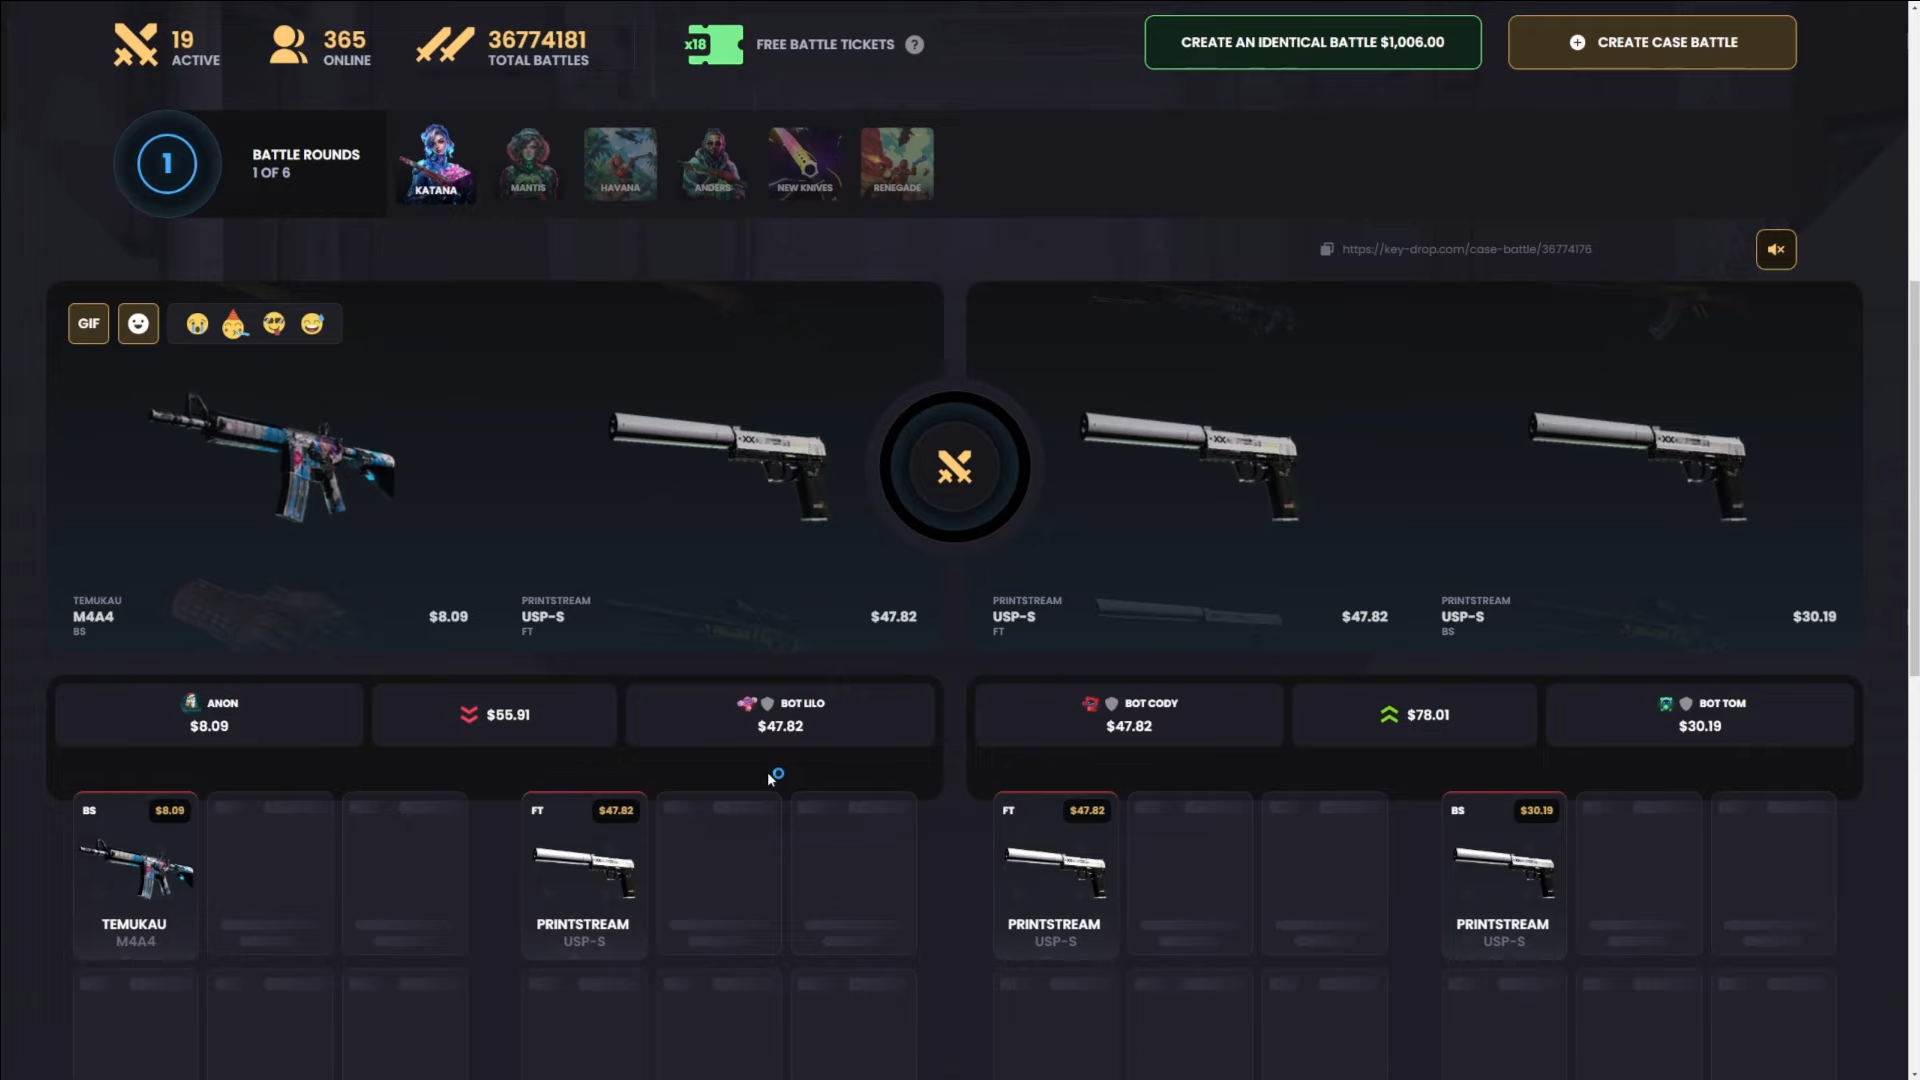 19
ACTIVE
365
ONLINE
36774181
TOTAL BATTLES
x18
FREE BATTLE TICKETS
?
CREATE AN IDENTICAL BATTLE $1,006.00
CREATE CASE BATTLE
1
BATTLE ROUNDS
1 OF 6
KATANA
MANTIS
HAVANA
ANDERS
NEW KNIVES
RENEGADE
https://key-drop.com/case-battle/36774176
GIF
TEMUKAU
M4A4
BS
$8.09
PRINTSTREAM
USP-S
FT
$47.82
PRINTSTREAM
USP-S
FT
$47.82
PRINTSTREAM
USP-S
BS
$30.19
ANON
$8.09
$55.91
BOT LILO
$47.82
BOT CODY
$47.82
$78.01
BOT TOM
$30.19
BS
$8.09
TEMUKAU
M4A4
FT
$47.82
PRINTSTREAM
USP-S
FT
$47.82
PRINTSTREAM
USP-S
BS
$30.19
PRINTSTREAM
USP-S